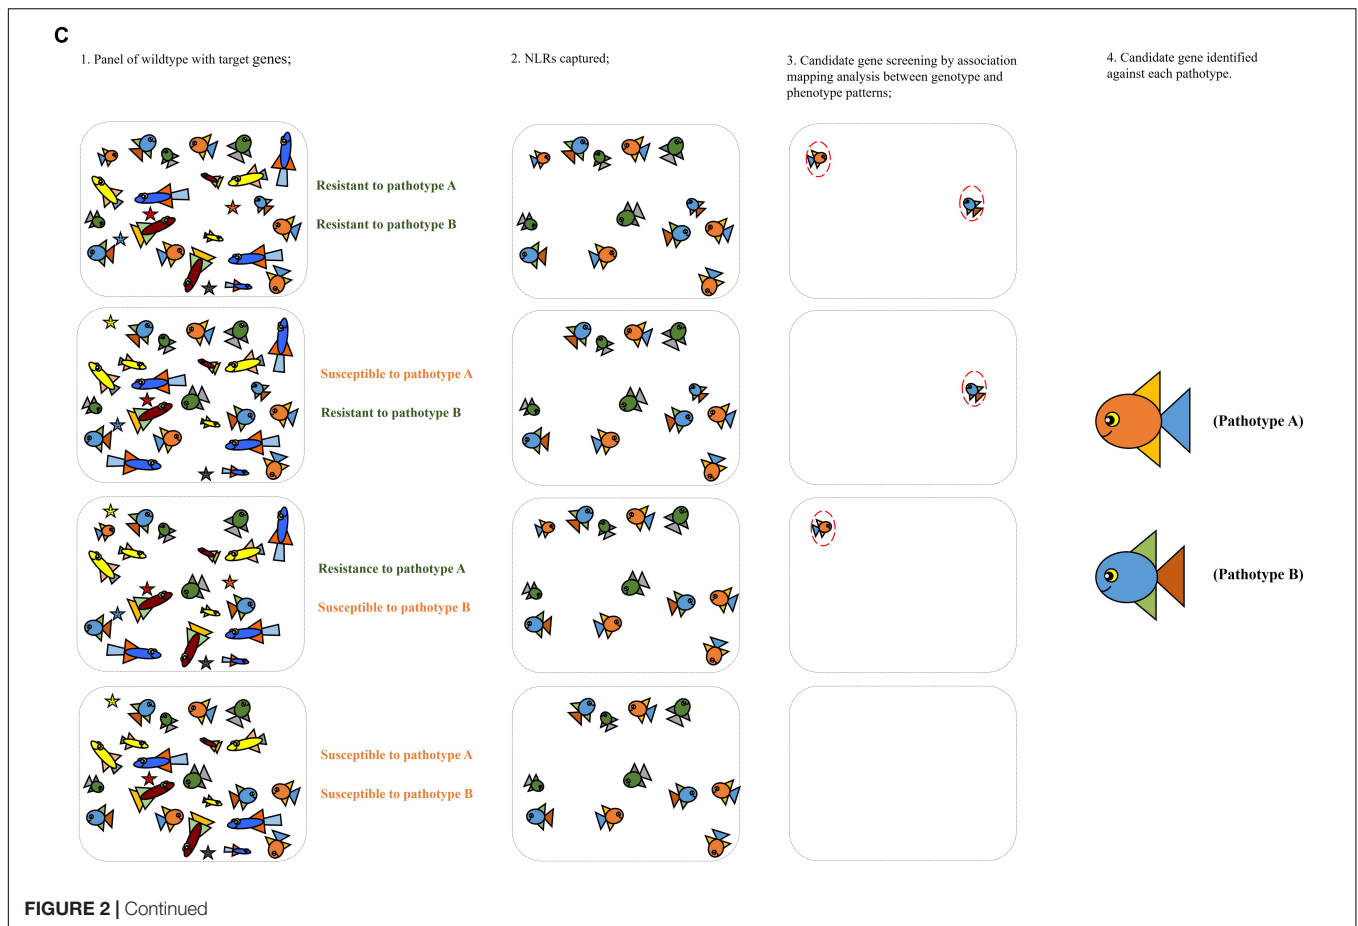 C
1. Panel of wildtype with target genes;
2. NLRs captured;
3. Candidate gene screening by association
mapping analysis between genotype and
phenotype patterns;
4. Candidate gene identified
against each pathotype.
Resistant to pathotype A
Resistant to pathotype B
Susceptible to pathotype A
Resistant to pathotype B
(Pathotype A)
Resistance to pathotype A
Susceptible to pathotype B
(Pathotype B)
Susceptible to pathotype A
Susceptible to pathotype B
FIGURE 2 | Continued